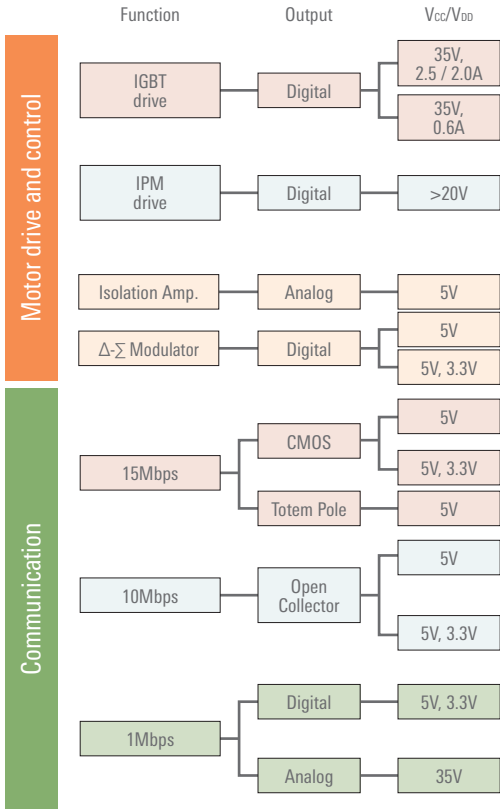 Function
Output
Vcc/VDD
Motor drive and control
IGBT
drive
Digital
35V,
2.5 / 2.0A
35V,
0.6A
IPM
drive
Digital
>20V
Isolation Amp.
Analog
5V
Δ-∑ Modulator
Digital
5V
5V, 3.3V
Communication
15Mbps
CMOS
5V
5V, 3.3V
Totem Pole
5V
10Mbps
Open
Collector
5V
5V, 3.3V
1Mbps
Digital
5V, 3.3V
Analog
35V